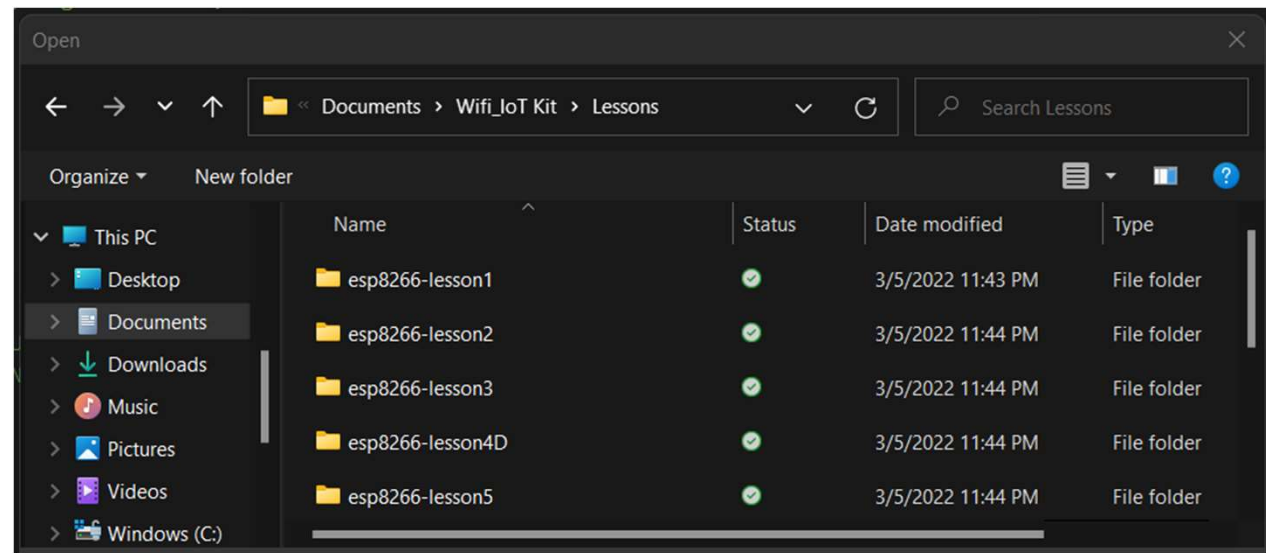 Open
« Documents > Wifi_IoT Kit > Lessons
Search Lessons
Organize
New folder
Name
Status
Date modified
Type
This PC
Desktop
Documents
Downloads
Music
Pictures
Videos
Windows (C:)
esp8266-lesson1 3/5/2022 11:43 PM File folder
esp8266-lesson2 3/5/2022 11:44 PM File folder
esp8266-lesson3 3/5/2022 11:44 PM File folder
esp8266-lesson4D 3/5/2022 11:44 PM File folder
esp8266-lesson5 3/5/2022 11:44 PM File folder